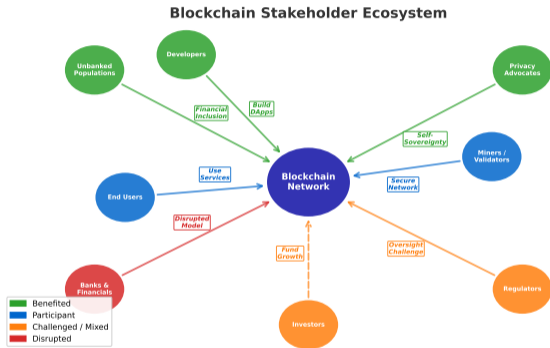 Blockchain Stakeholder Ecosystem
Developers
Unbanked
Populations
Privacy
Advocates
Financial
Inclusion
Build
DApps
Self-
Sovereignty
Miners /
Validators
Blockchain
Network
Use
Services
Secure
Network
End Users
Disrupted
Model
Fund
Growth
Oversight
Challenge
Banks &
Financials
Regulators
Investors
Benefited
Participant
Challenged / Mixed
Disrupted